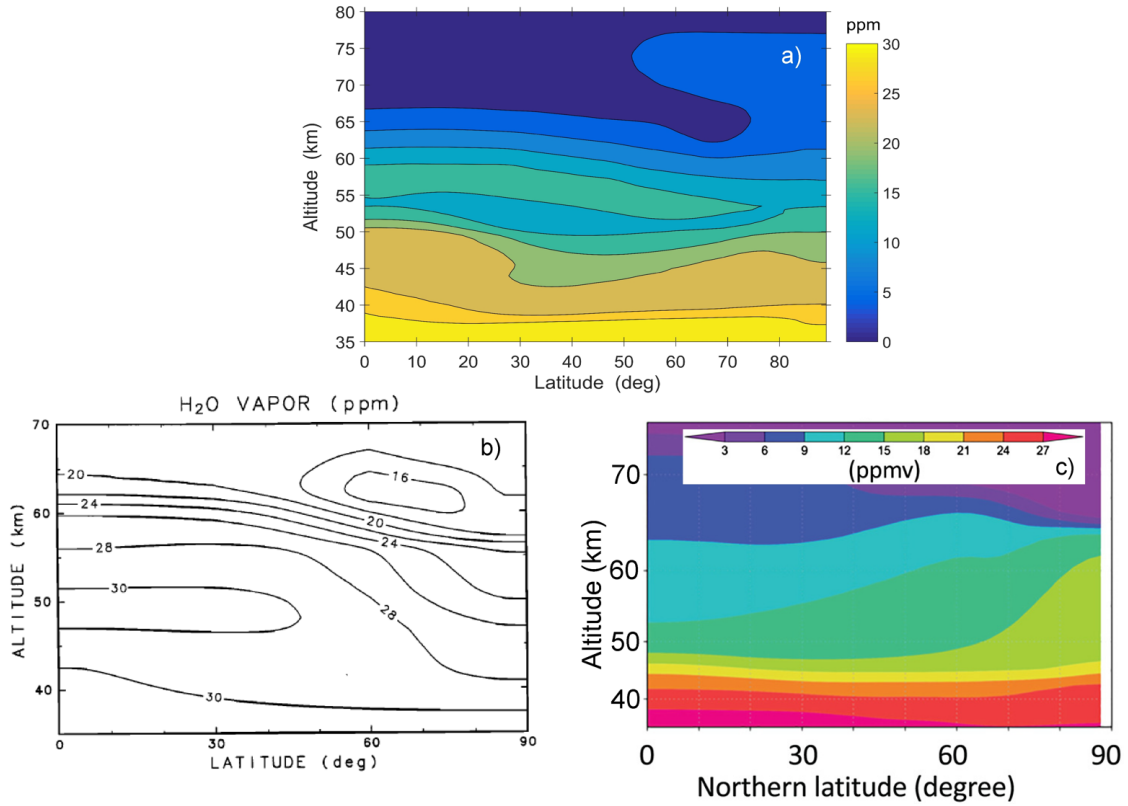 ppm
a)
80
75
70
65
60
55
50
45
40
35
Altitude (km)
0 10 20 30 40 50 60 70 80
Latitude (deg)
30
25
20
15
10
5
0
H₂O VAPOR (ppm)
b)
70
60
50
40
ALTITUDE (km)
20
24
28
30
30
16
20
24
28
0 30 60 90
LATITUDE (deg)
3 6 9 12 15 18 21 24 27
(ppmv)
c)
70
60
50
40
Altitude (km)
0 30 60 90
Northern latitude (degree)